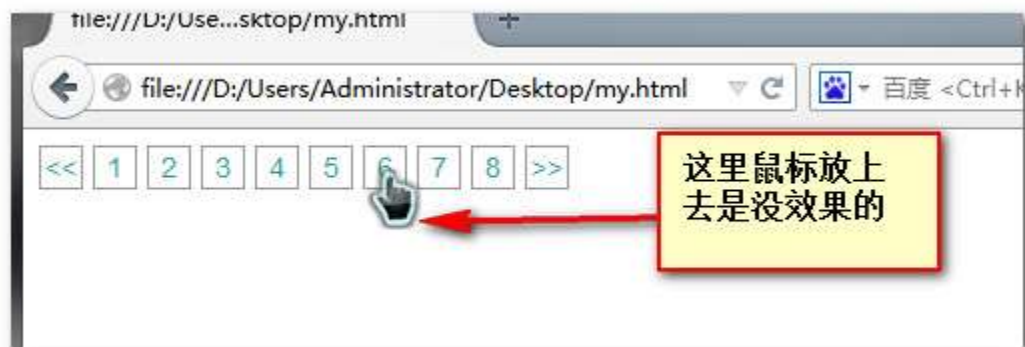 file:///D:/Use...sktop/my.html
file:///D:/Users/Administrator/Desktop/my.html
百度 <Ctrl+K
<< 1 2 3 4 5 6 7 8 >>
这里鼠标放上
去是没效果的